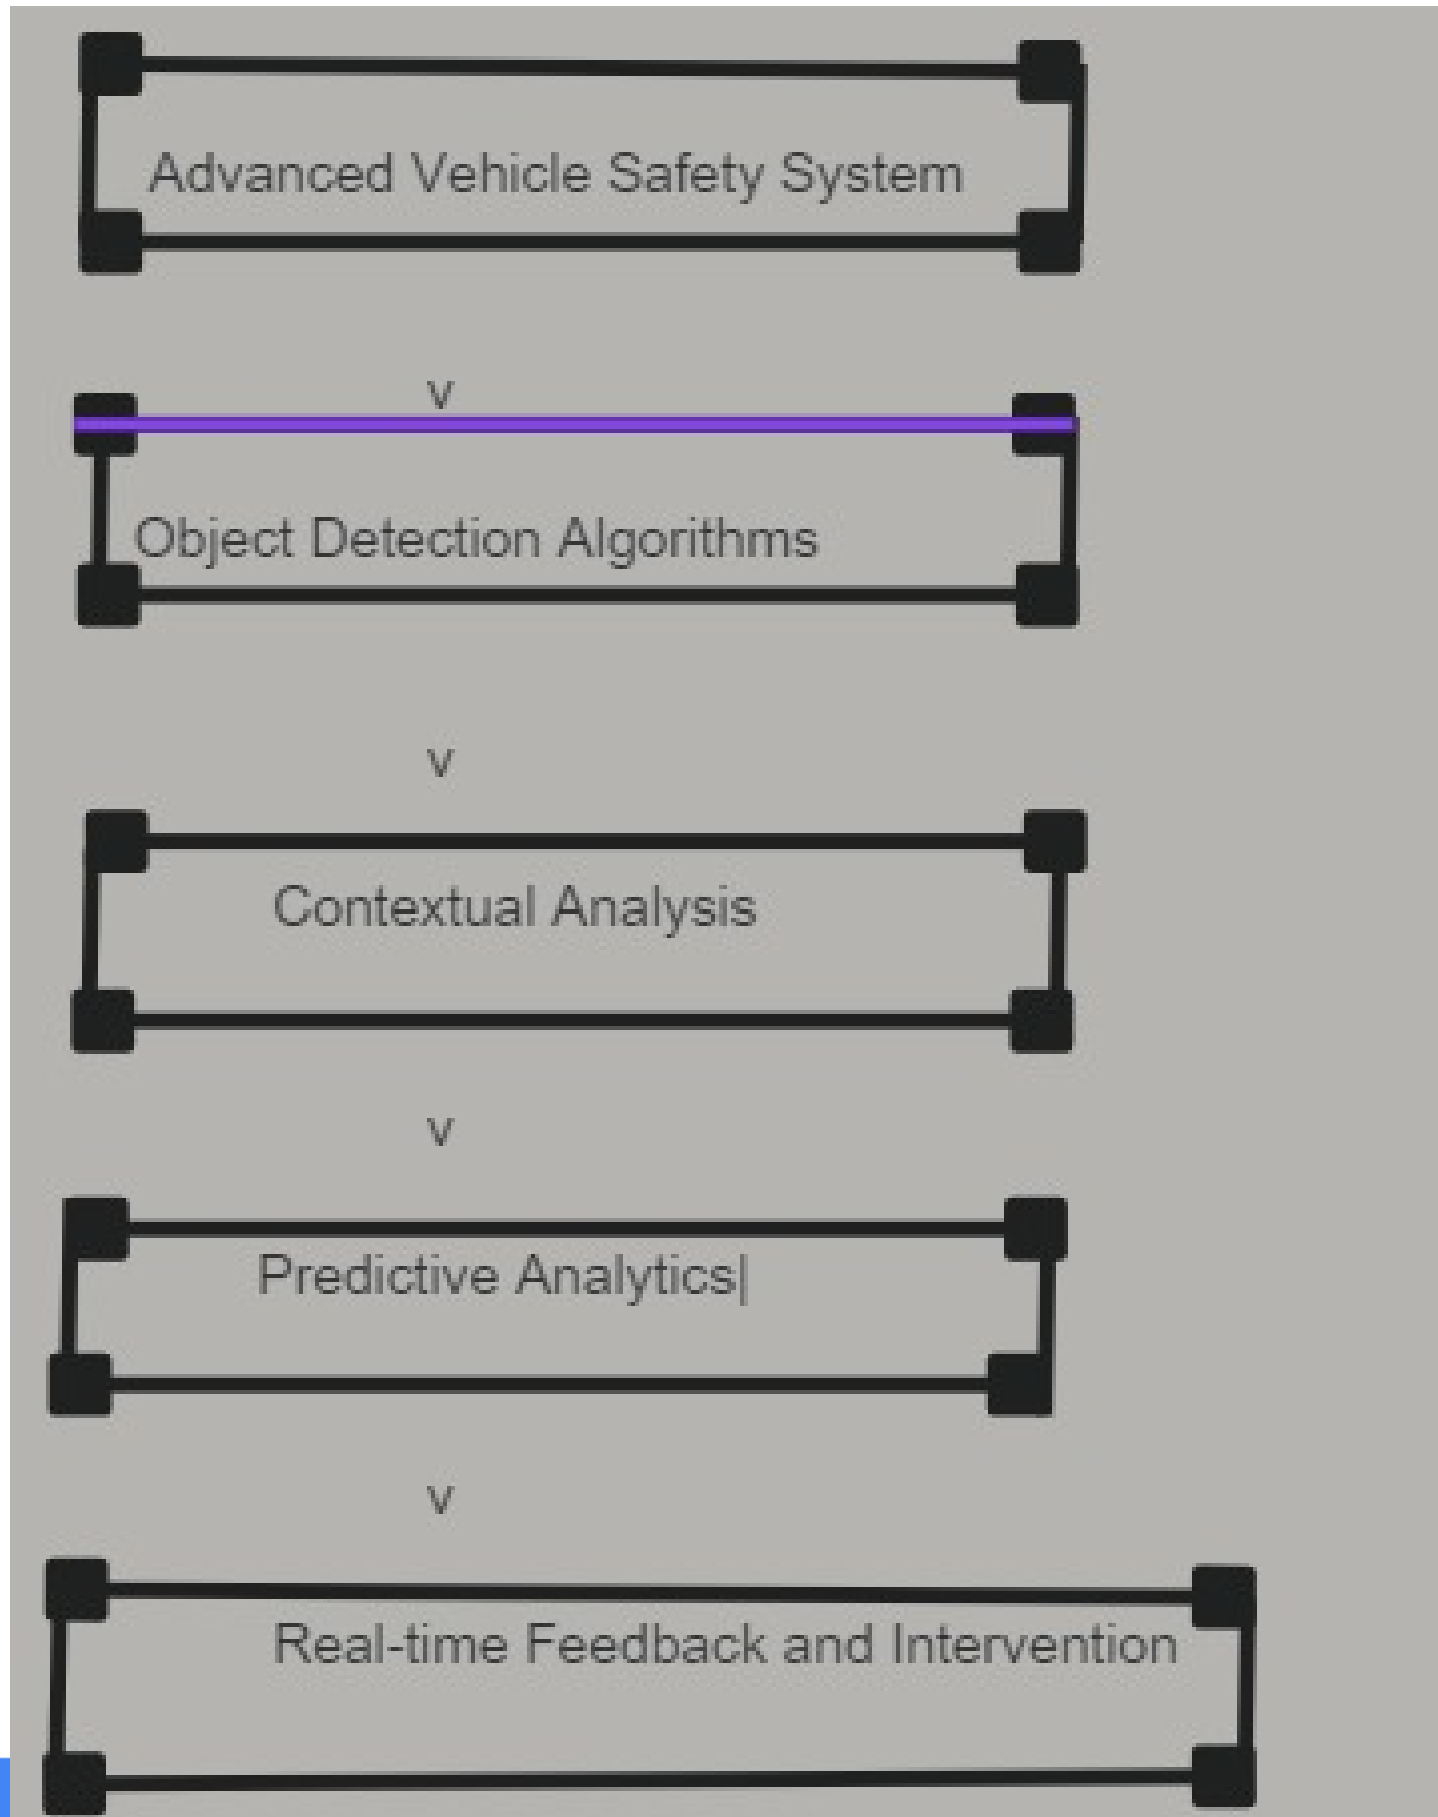 Advanced Vehicle Safety System
v
Object Detection Algorithms
v
Contextual Analysis
v
Predictive Analytics|
v
Real-time Feedback and Intervention